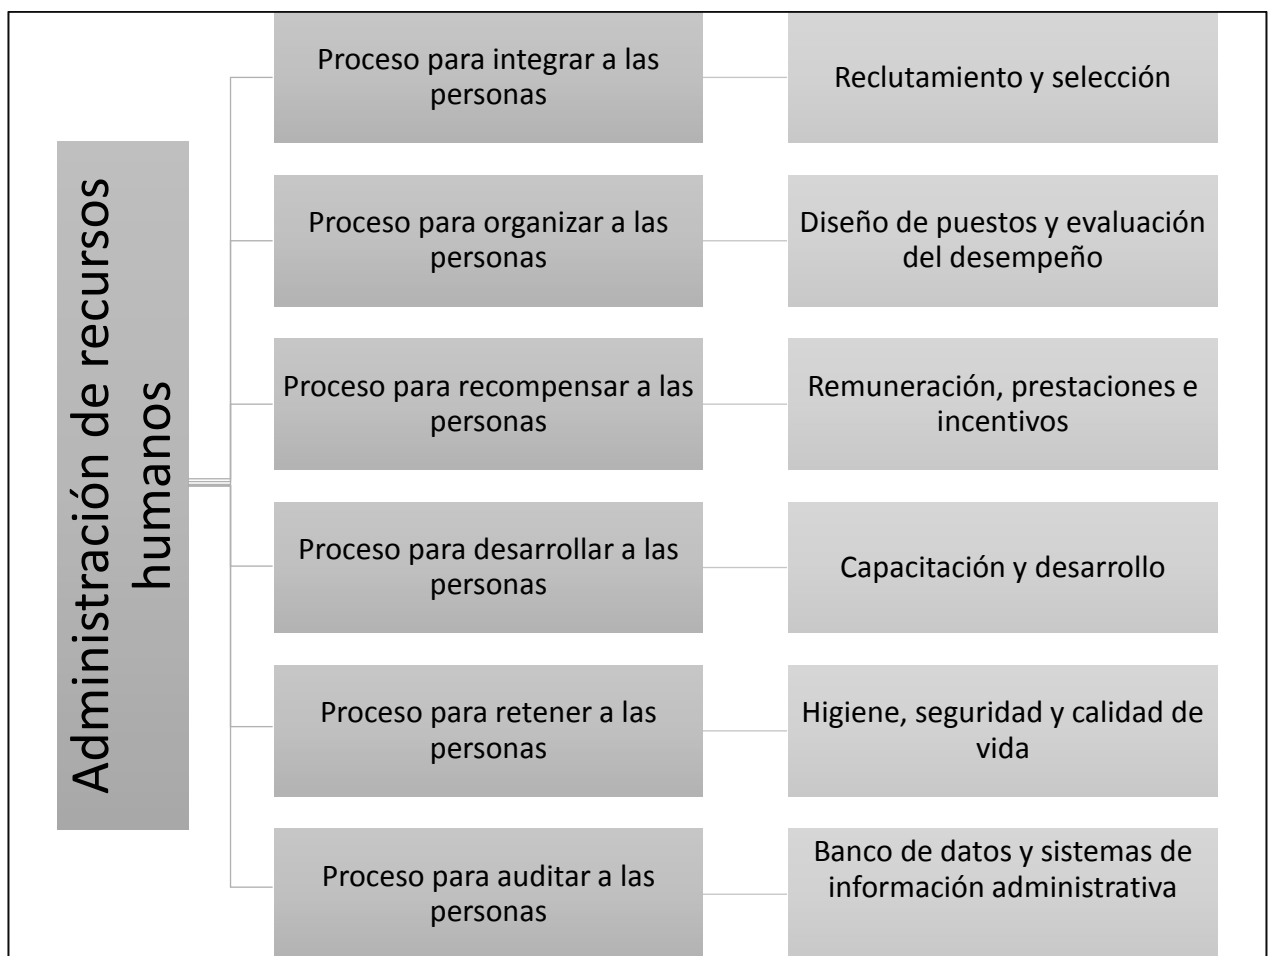 Administración de recursos
humanos
Proceso para integrar a las
personas
Reclutamiento y selección
Proceso para organizar a las
personas
Diseño de puestos y evaluación
del desempeño
Proceso para recompensar a las
personas
Remuneración, prestaciones e
incentivos
Proceso para desarrollar a las
personas
Capacitación y desarrollo
Proceso para retener a las
personas
Higiene, seguridad y calidad de
vida
Proceso para auditar a las
personas
Banco de datos y sistemas de
información administrativa